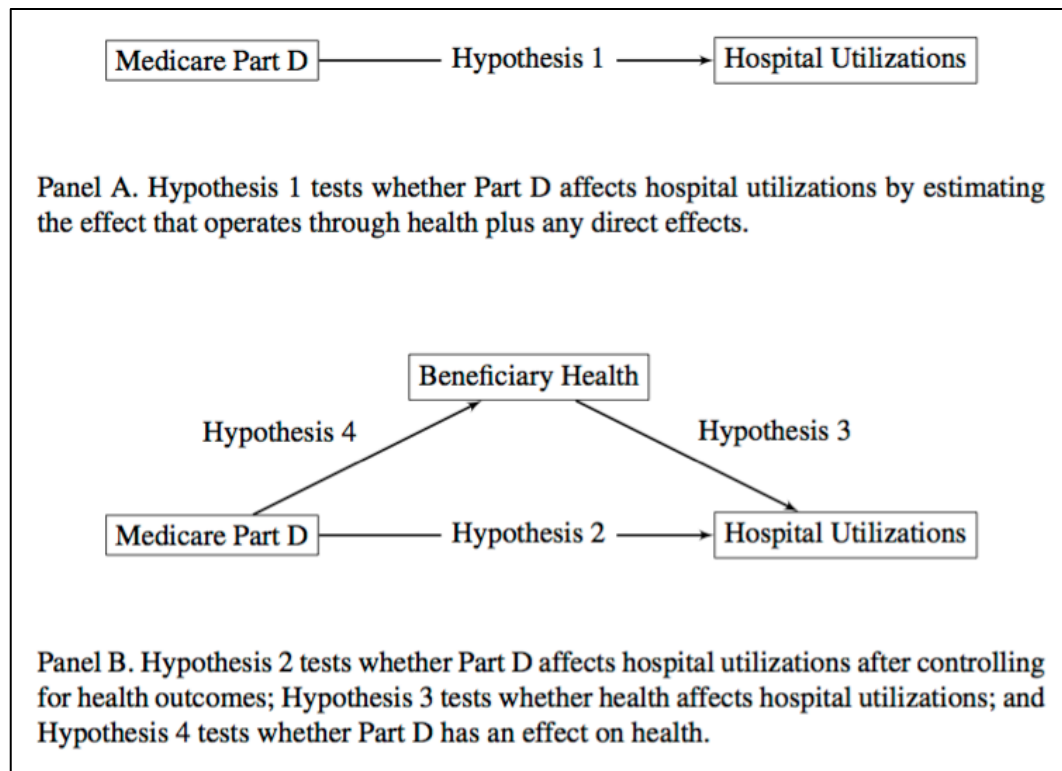 Medicare Part D Hypothesis 1 Hospital Utilizations
Panel A. Hypothesis 1 tests whether Part D affects hospital utilizations by estimating
the effect that operates through health plus any direct effects.
Beneficiary Health
Hypothesis 4 Hypothesis 3
Medicare Part D Hypothesis 2 Hospital Utilizations
Panel B. Hypothesis 2 tests whether Part D affects hospital utilizations after controlling
for health outcomes; Hypothesis 3 tests whether health affects hospital utilizations; and
Hypothesis 4 tests whether Part D has an effect on health.